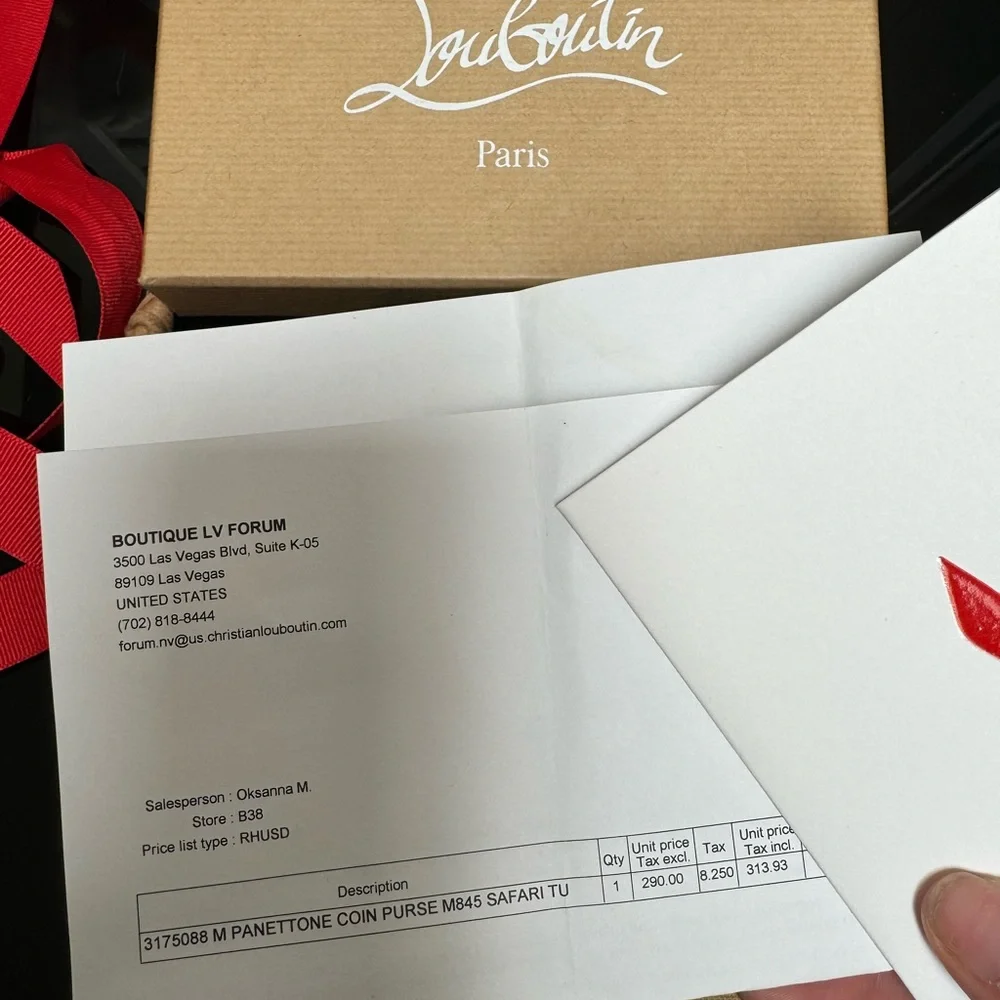 Louboutin
Paris
BOUTIQUE LV FORUM
3500 Las Vegas Blvd, Suite K-05
89109 Las Vegas
UNITED STATES
(702) 818-8444
forum.nv@us.christianlouboutin.com
Salesperson : Oksanna M.
Store : B38
Price list type : RHUSD
Description Qty Unit price Tax excl. Tax Unit price Tax incl.
3175088 M PANETTONE COIN PURSE M845 SAFARI TU 1 290.00 8.250 313.93